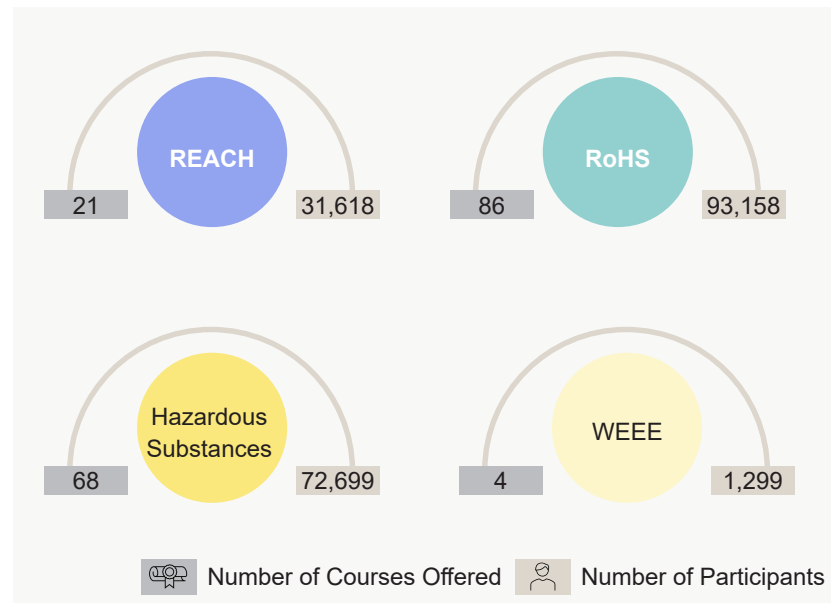 REACH
21
31,618
RoHS
86
93,158
Hazardous
Substances
68
72,699
WEEE
4
1,299
Number of Courses Offered
Number of Participants